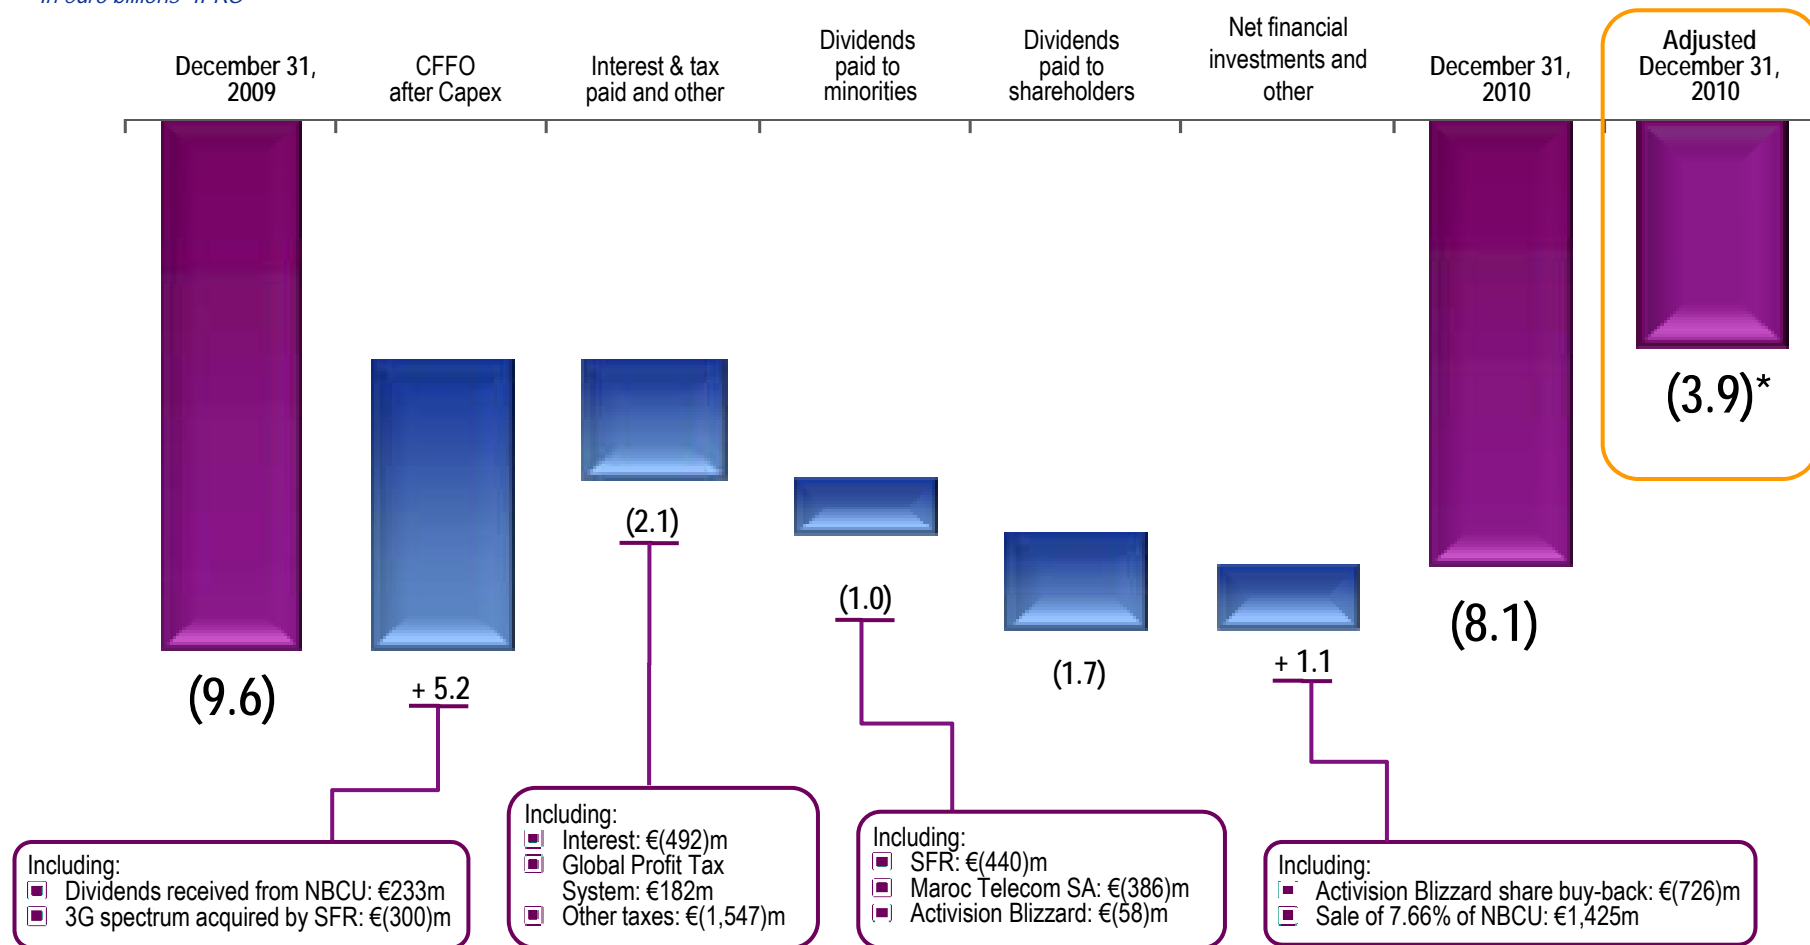 December 31,
2009
CFFO
after Capex
Interest & tax
paid and other
Dividends
paid to
minorities
Dividends
paid to
shareholders
Net financial
investments and
other
December 31,
2010
Adjusted
December 31,
2010
(9.6)
+ 5.2
(2.1)
(1.0)
(1.7)
+ 1.1
(8.1)
(3.9)*
Including:
Dividends received from NBCU: €233m
3G spectrum acquired by SFR: €(300)m
Including:
Interest: €(492)m
Global Profit Tax
System: €182m
Other taxes: €(1,547)m
Including:
SFR: €(440)m
Maroc Telecom SA: €(386)m
Activision Blizzard: €(58)m
Including:
Activision Blizzard share buy-back: €(726)m
Sale of 7.66% of NBCU: €1,425m